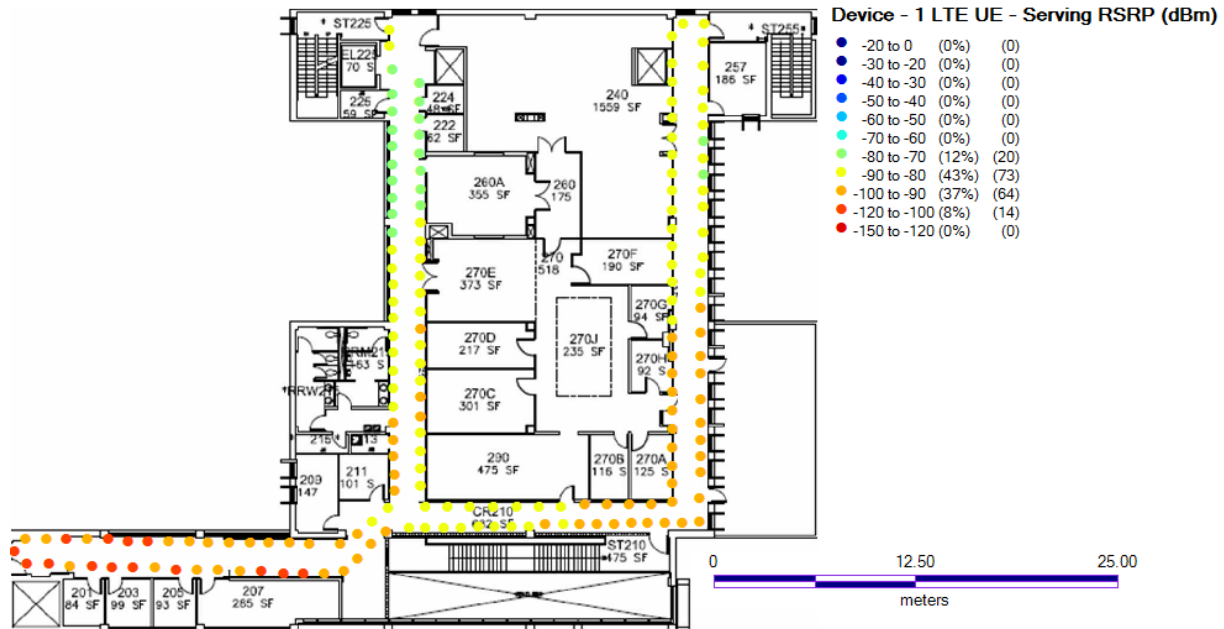 Device - 1 LTE UE - Serving RSRP (dBm)
-20 to 0 (0%) (0)
-30 to -20 (0%) (0)
-40 to -30 (0%) (0)
-50 to -40 (0%) (0)
-60 to -50 (0%) (0)
-70 to -60 (0%) (0)
-80 to -70 (12%) (20)
-90 to -80 (43%) (73)
-100 to -90 (37%) (64)
-120 to -100 (8%) (14)
-150 to -120 (0%) (0)
ST225
ST255
EL225
70 S
257
186 SF
240
1559 SF
224
48 SF
225
59 SF
222
62 SF
260A
355 SF
260
175
270
518
270F
190 SF
270E
373 SF
270G
94 SF
270D
217 SF
270J
235 SF
270H
92 S
163 S
270C
301 SF
215
290
475 SF
270B
116 S
270A
125 S
211
101 S
209
147
CR210
ST210
475 SF
201
84 SF
203
99 SF
205
93 SF
207
265 SF
0
12.50
25.00
meters